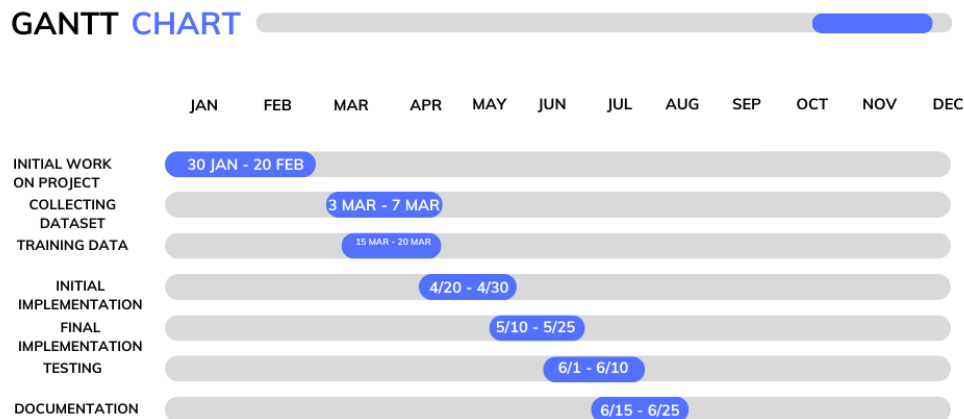 GANTT CHART
JAN FEB MAR APR MAY JUN JUL AUG SEP OCT NOV DEC
INITIAL WORK
ON PROJECT
30 JAN - 20 FEB
COLLECTING
DATASET
3 MAR - 7 MAR
TRAINING DATA
15 MAR - 20 MAR
INITIAL
IMPLEMENTATION
4/20 - 4/30
FINAL
IMPLEMENTATION
5/10 - 5/25
TESTING
6/1 - 6/10
DOCUMENTATION
6/15 - 6/25